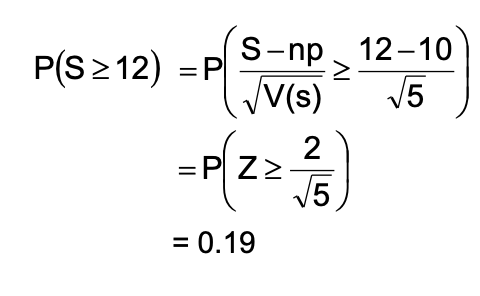 P(S ≥ 12) = P( (S – np)/√V(s) ≥ (12 – 10)/√5 )
= P( Z ≥ 2/√5 )
= 0.19